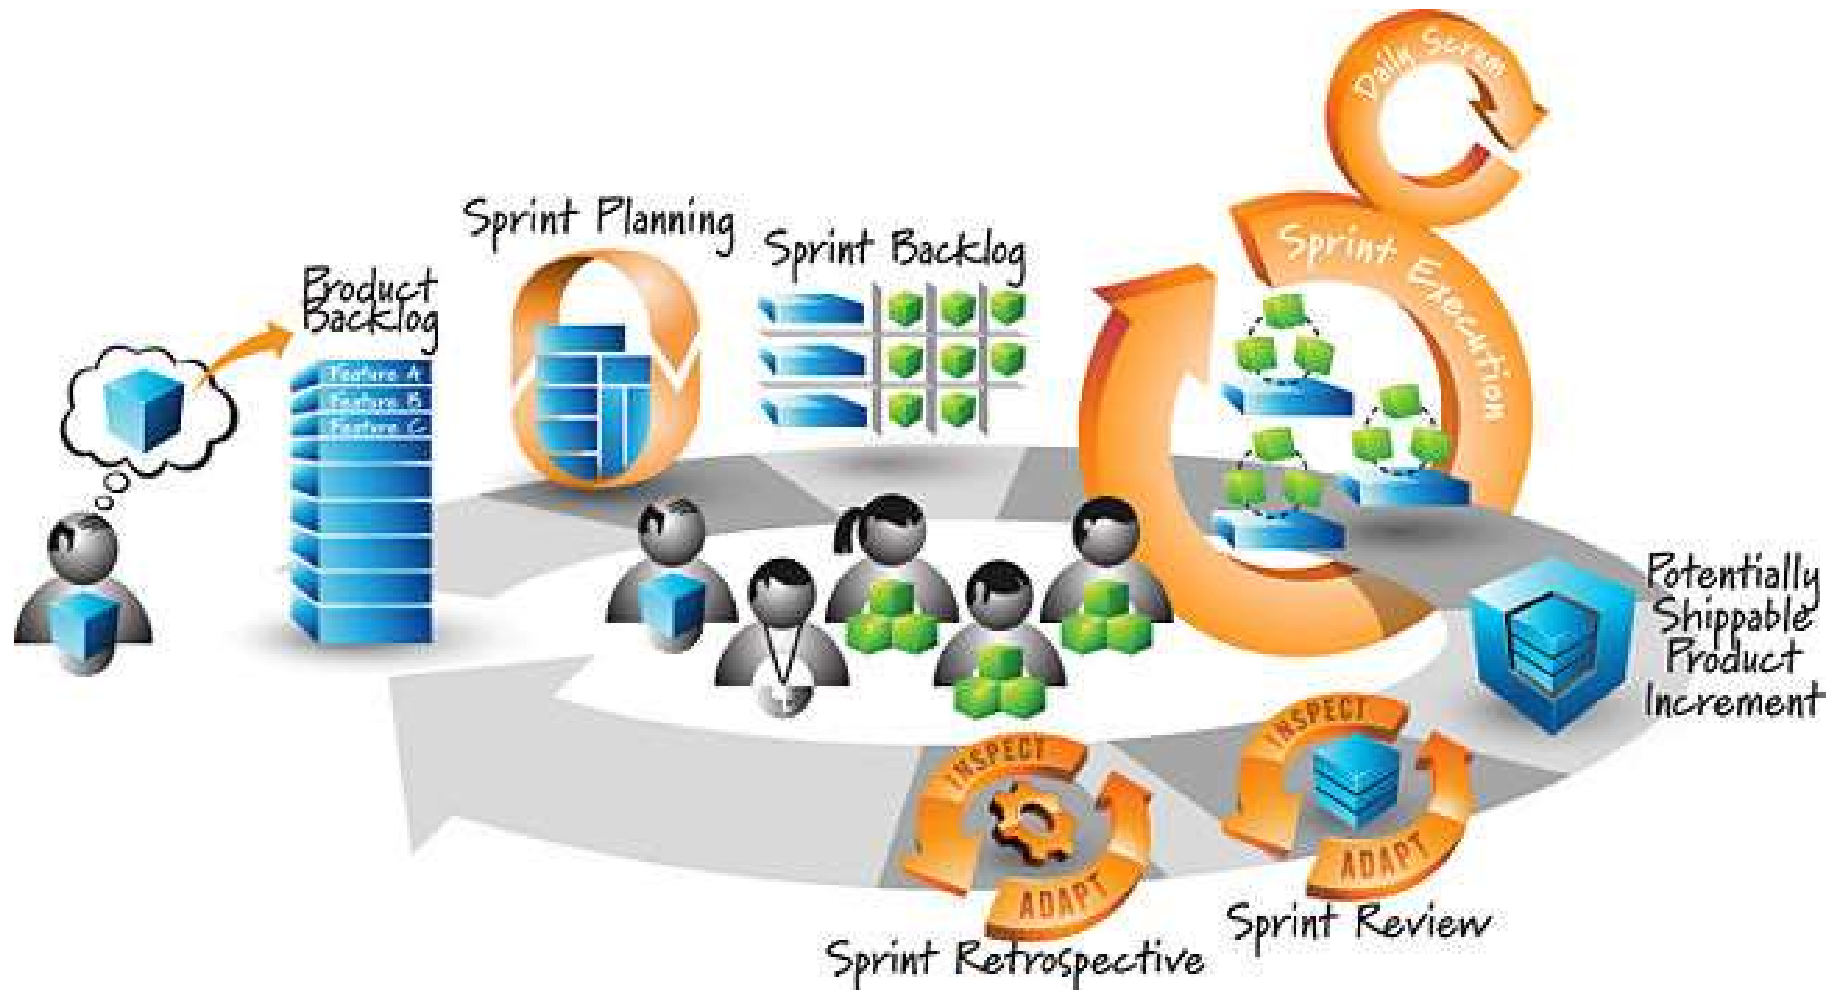 Daily Scrum
Sprint Planning
Sprint Backlog
Sprint Execution
Product
Backlog
Feature A
Feature B
Feature C
Potentially
Shippable
Product
Increment
INSPECT
ADAPT
Sprint Review
INSPECT
ADAPT
Sprint Retrospective